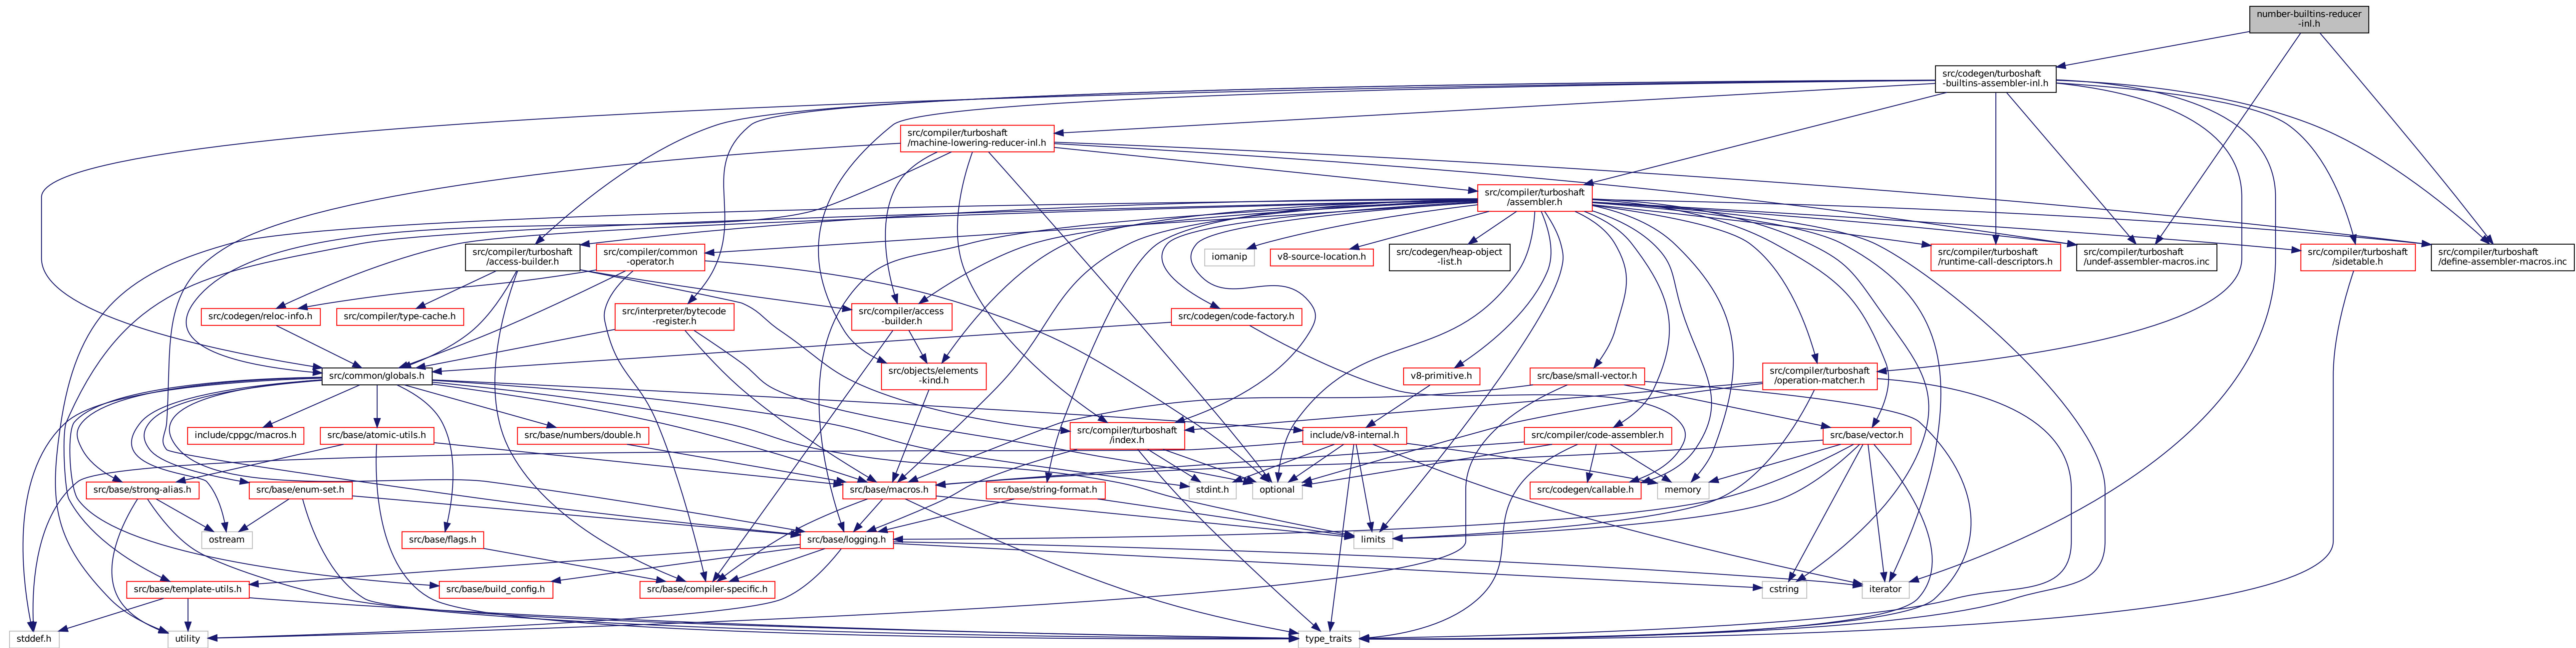 number-builtins-reducer
-inl.h
src/codegen/turboshaft
-builtins-assembler-inl.h
src/compiler/turboshaft
/machine-lowering-reducer-inl.h
src/compiler/turboshaft
/assembler.h
src/compiler/turboshaft
/access-builder.h
src/compiler/common
-operator.h
iomanip
v8-source-location.h
src/codegen/heap-object
-list.h
src/compiler/turboshaft
/runtime-call-descriptors.h
src/compiler/turboshaft
/undef-assembler-macros.inc
src/compiler/turboshaft
/sidetable.h
src/compiler/turboshaft
/define-assembler-macros.inc
src/codegen/reloc-info.h
src/compiler/type-cache.h
src/interpreter/bytecode
-register.h
src/compiler/access
-builder.h
src/codegen/code-factory.h
src/common/globals.h
src/objects/elements
-kind.h
v8-primitive.h
src/base/small-vector.h
src/compiler/turboshaft
/operation-matcher.h
include/cppgc/macros.h
src/base/atomic-utils.h
src/base/numbers/double.h
src/compiler/turboshaft
/index.h
include/v8-internal.h
src/compiler/code-assembler.h
src/base/vector.h
src/base/strong-alias.h
src/base/enum-set.h
src/base/macros.h
src/base/string-format.h
stdint.h
optional
src/codegen/callable.h
memory
ostream
src/base/flags.h
src/base/logging.h
limits
src/base/template-utils.h
src/base/build_config.h
src/base/compiler-specific.h
cstring
iterator
stddef.h
utility
type_traits